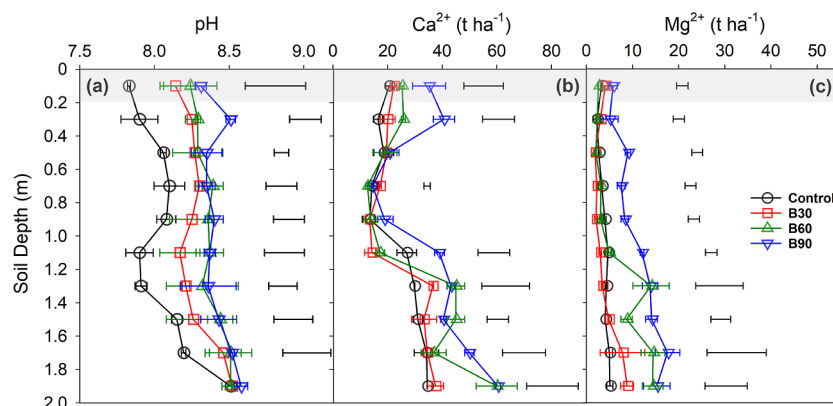 pH Ca²⁺ (t ha⁻¹) Mg²⁺ (t ha⁻¹)
7.5 8.0 8.5 9.0 0 20 40 60 80 0 10 20 30 40 50
0 (a) (b) (c)
0.2
0.4
0.6
0.8
1.0
1.2
1.4
1.6
1.8
2.0
Soil Depth (m)
Control
B30
B60
B90